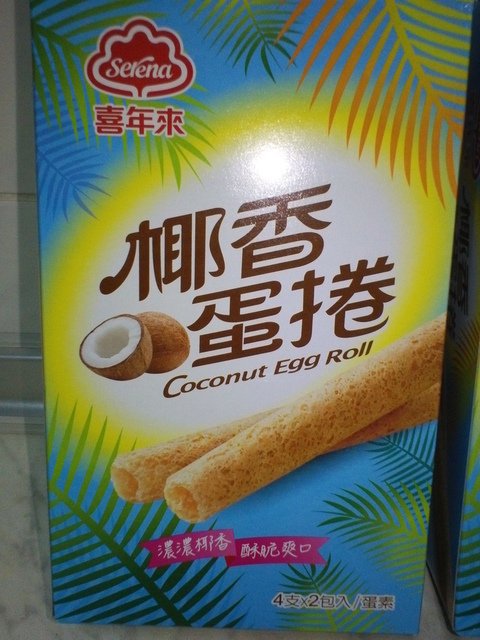 Serena
喜年來
椰香
蛋捲
Coconut Egg Roll
濃濃椰香 酥脆爽口
4支x2包入/蛋素